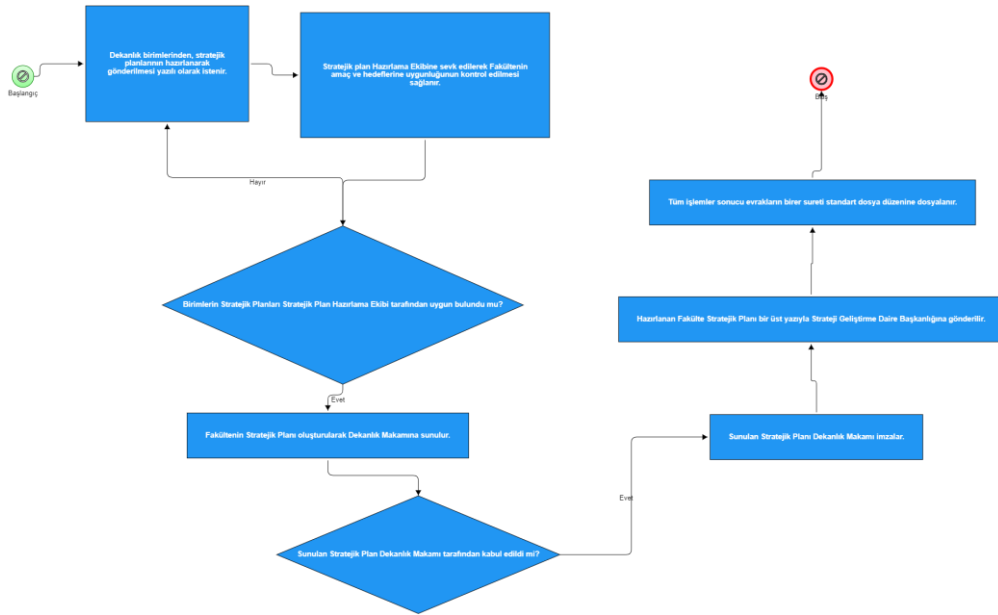 Başlangıç
Dekanlık birimlerinden, stratejik
planlarının hazırlanarak
gönderilmesi yazılı olarak istenir.
Stratejik plan Hazırlama Ekibine sevk edilerek Fakültenin
amaç ve hedeflerine uygunluğunun kontrol edilmesi
sağlanır.
Hayır
Birimlerin Stratejik Planları Stratejik Plan Hazırlama Ekibi tarafından uygun bulundu mu?
Evet
Fakültenin Stratejik Planı oluşturularak Dekanlık Makamına sunulur.
Sunulan Stratejik Plan Dekanlık Makamı tarafından kabul edildi mi?
Evet
Sunulan Stratejik Planı Dekanlık Makamı imzalar.
Hazırlanan Fakülte Stratejik Planı bir üst yazıyla Strateji Geliştirme Daire Başkanlığına gönderilir.
Tüm işlemler sonucu evrakların birer sureti standart dosya düzenine dosyalanır.